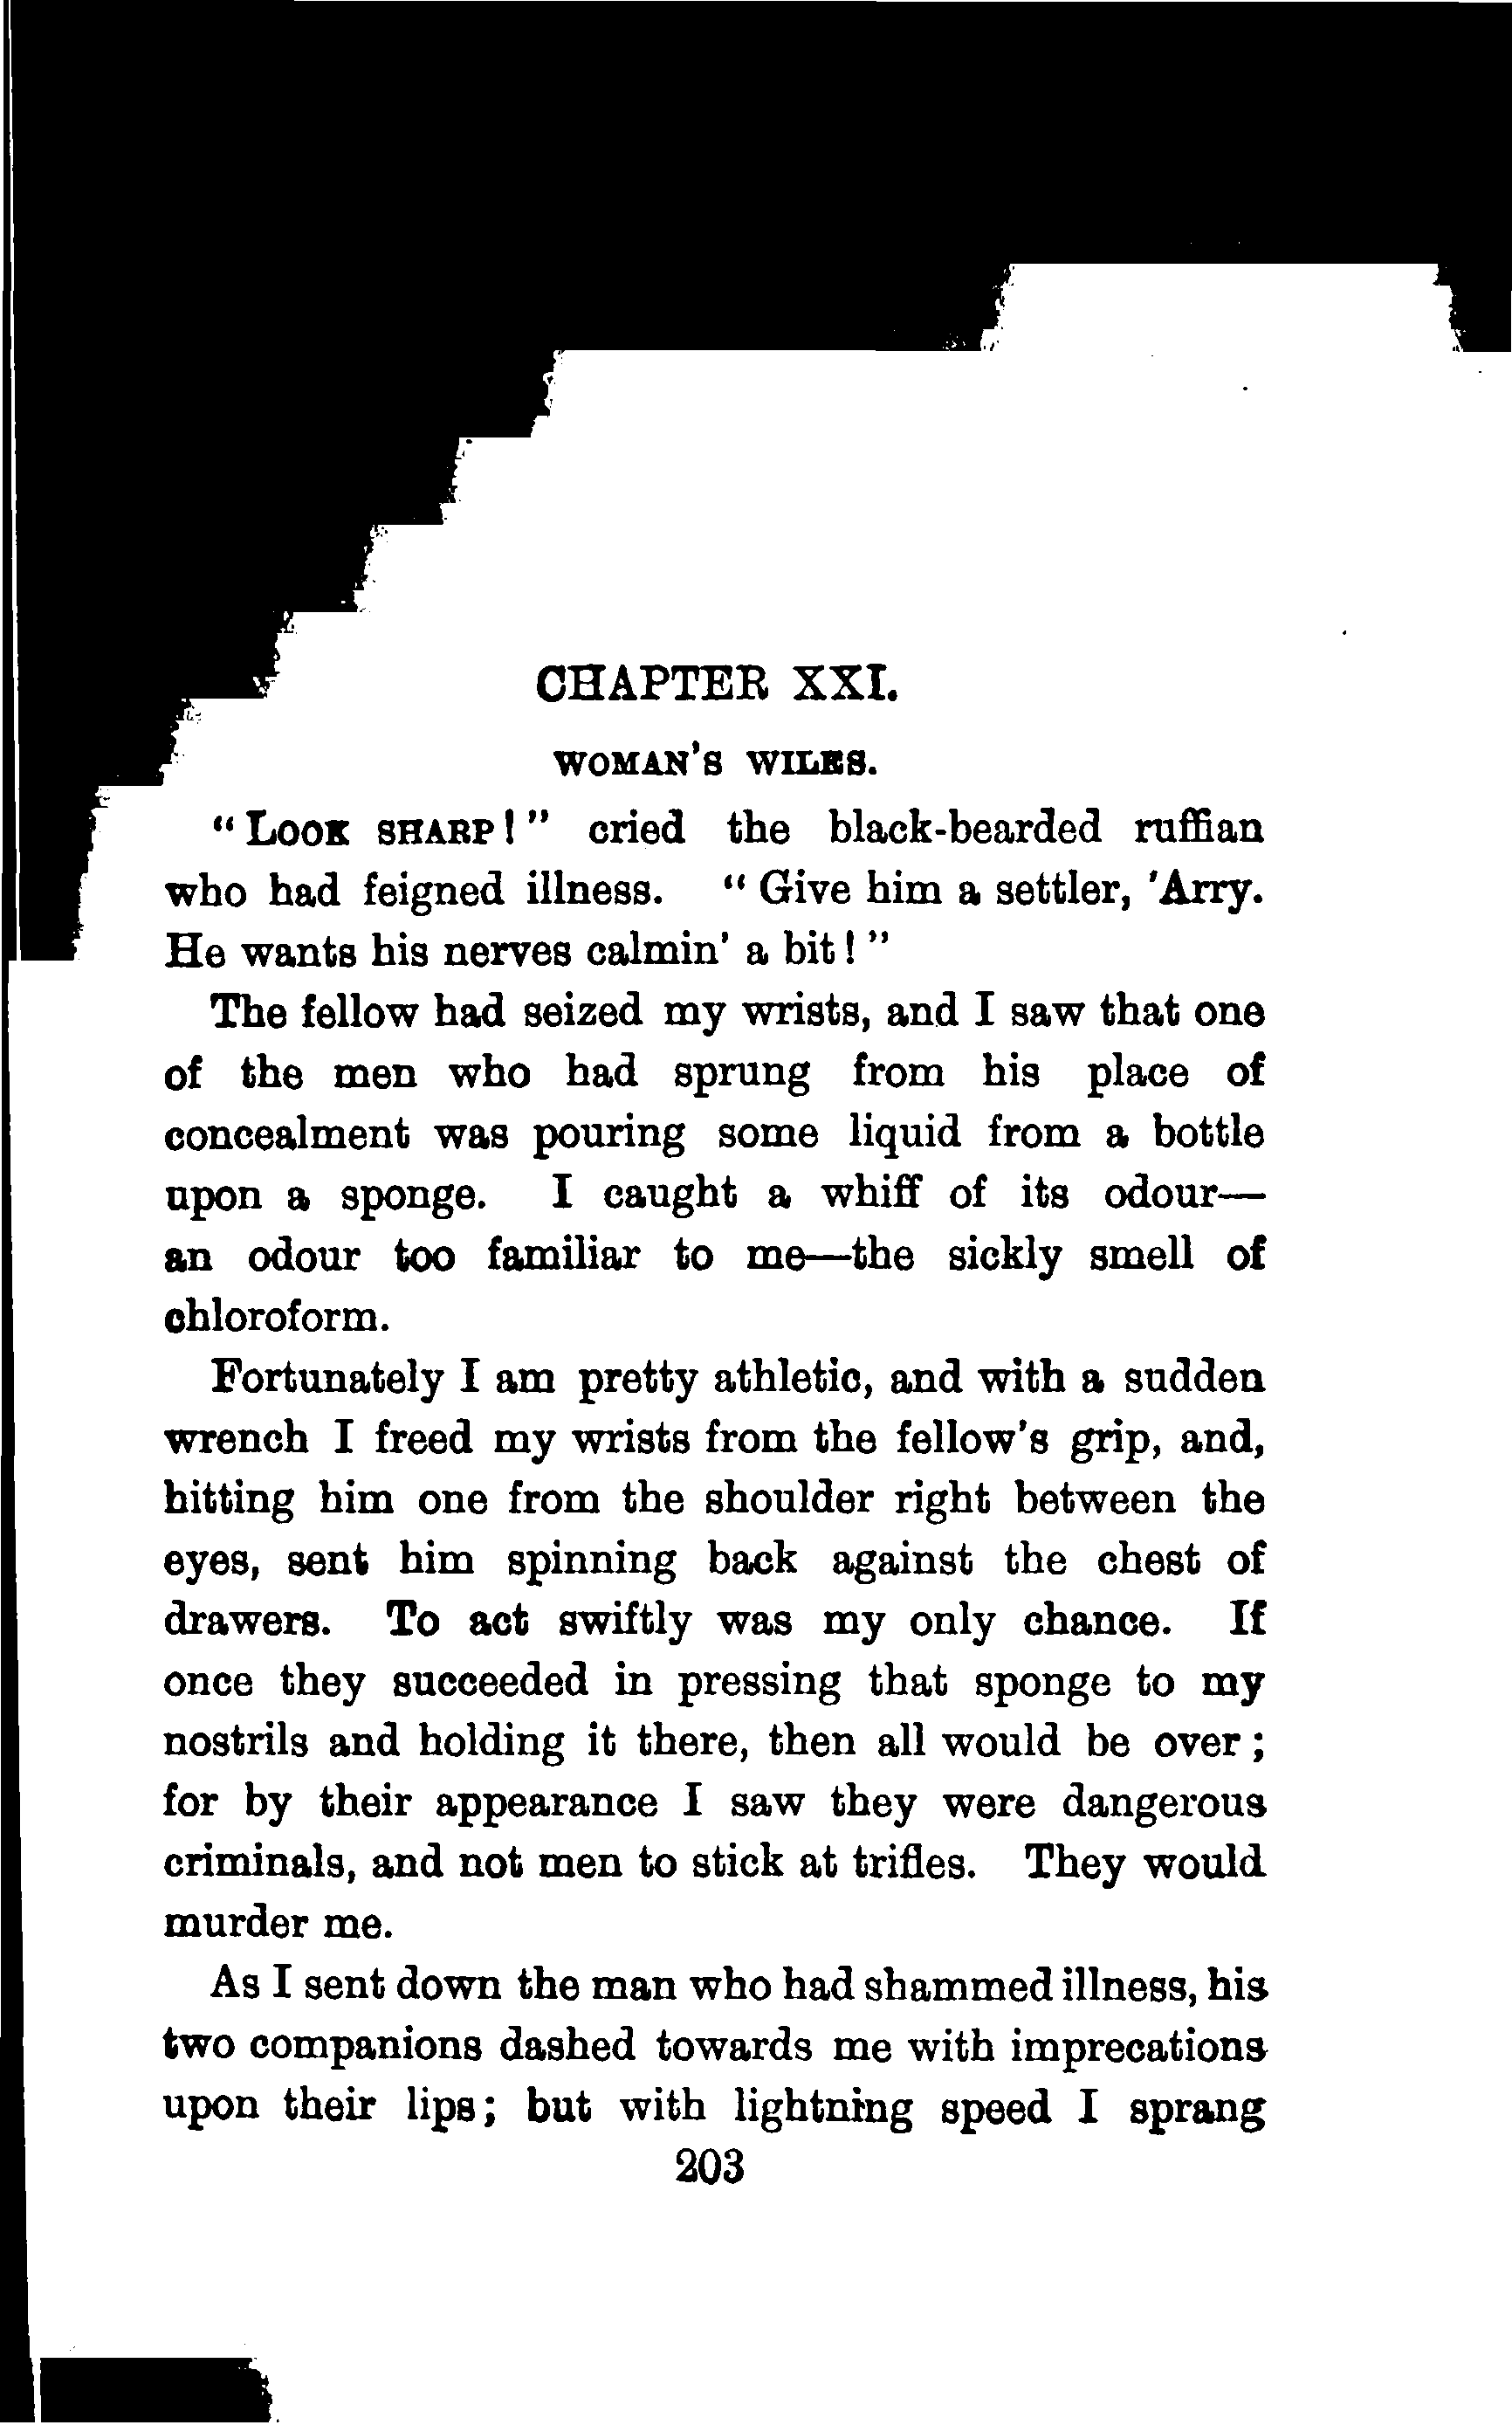 CHAPTER XXI.
WOMAN'S WILES.
"LOOK SHARP!" cried the black-bearded ruffian
who had feigned illness. "Give him a settler, 'Arry.
He wants his nerves calmin' a bit!"
The fellow had seized my wrists, and I saw that one
of the men who had sprung from his place of
concealment was pouring some liquid from a bottle
upon a sponge. I caught a whiff of its odour—
an odour too familiar to me—the sickly smell of
chloroform.
Fortunately I am pretty athletic, and with a sudden
wrench I freed my wrists from the fellow's grip, and,
hitting him one from the shoulder right between the
eyes, sent him spinning back against the chest of
drawers. To act swiftly was my only chance. If
once they succeeded in pressing that sponge to my
nostrils and holding it there, then all would be over;
for by their appearance I saw they were dangerous
criminals, and not men to stick at trifles. They would
murder me.
As I sent down the man who had shammed illness, his
two companions dashed towards me with imprecations
upon their lips; but with lightning speed I sprang
203